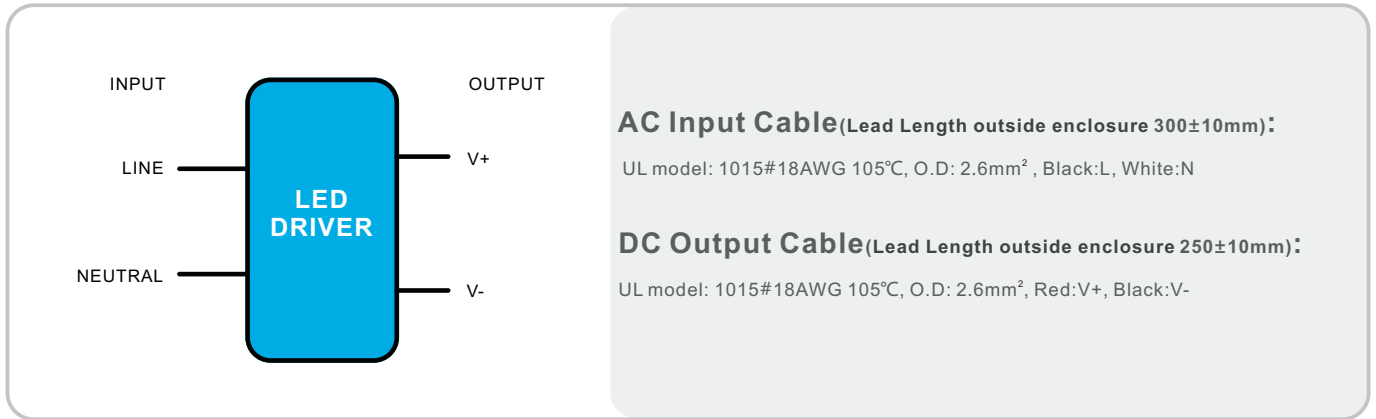 INPUT
OUTPUT
LINE
V+
LED
DRIVER
NEUTRAL
V-
AC Input Cable(Lead Length outside enclosure 300±10mm):
UL model: 1015#18AWG 105℃, O.D: 2.6mm² , Black:L, White:N
DC Output Cable(Lead Length outside enclosure 250±10mm):
UL model: 1015#18AWG 105℃, O.D: 2.6mm², Red:V+, Black:V-